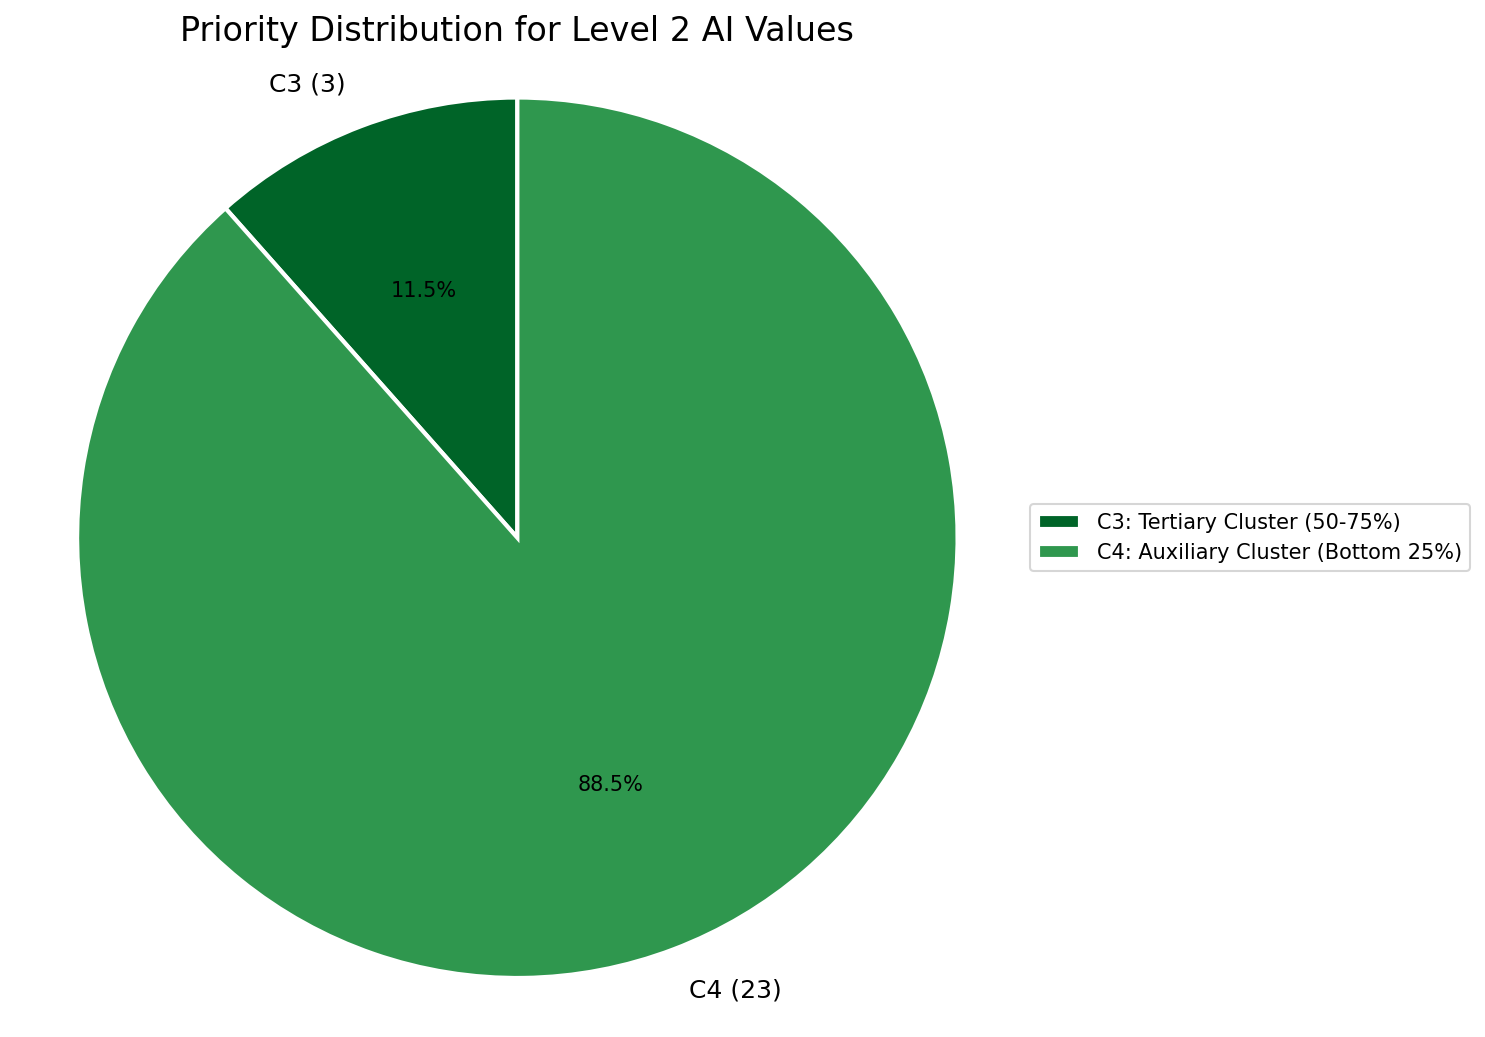 Priority Distribution for Level 2 AI Values
C3 (3)
11.5%
C3: Tertiary Cluster (50-75%)
C4: Auxiliary Cluster (Bottom 25%)
88.5%
C4 (23)